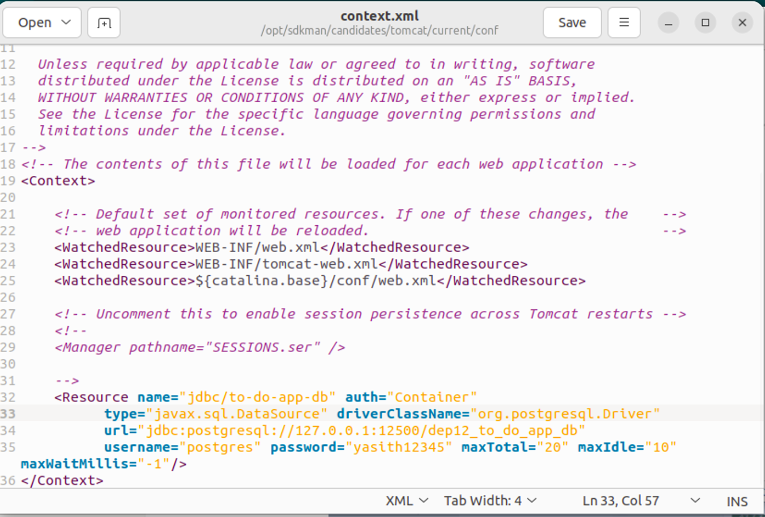 Open
context.xml
/opt/sdkman/candidates/tomcat/current/conf
Save
11
12 Unless required by applicable law or agreed to in writing, software
13 distributed under the License is distributed on an "AS IS" BASIS,
14 WITHOUT WARRANTIES OR CONDITIONS OF ANY KIND, either express or implied.
15 See the License for the specific language governing permissions and
16 limitations under the License.
17 -->
18 <!-- The contents of this file will be loaded for each web application -->
19 <Context>
20
21 <!-- Default set of monitored resources. If one of these changes, the -->
22 <!-- web application will be reloaded. -->
23 <WatchedResource>WEB-INF/web.xml</WatchedResource>
24 <WatchedResource>WEB-INF/tomcat-web.xml</WatchedResource>
25 <WatchedResource>${catalina.base}/conf/web.xml</WatchedResource>
26
27 <!-- Uncomment this to enable session persistence across Tomcat restarts -->
28 <!--
29 <Manager pathname="SESSIONS.ser" />
30
31 -->
32 <Resource name="jdbc/to-do-app-db" auth="Container"
33 type="javax.sql.DataSource" driverClassName="org.postgresql.Driver"
34 url="jdbc:postgresql://127.0.0.1:12500/dep12_to_do_app_db"
35 username="postgres" password="yasith12345" maxTotal="20" maxIdle="10"
maxWaitMillis="-1"/>
36 </Context>
XML Tab Width: 4 Ln 33, Col 57 INS